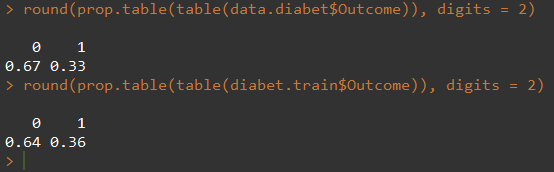 > round(prop.table(table(data.diabet$Outcome)), digits = 2)
0 1
0.67 0.33
> round(prop.table(table(diabet.train$Outcome)), digits = 2)
0 1
0.64 0.36
>